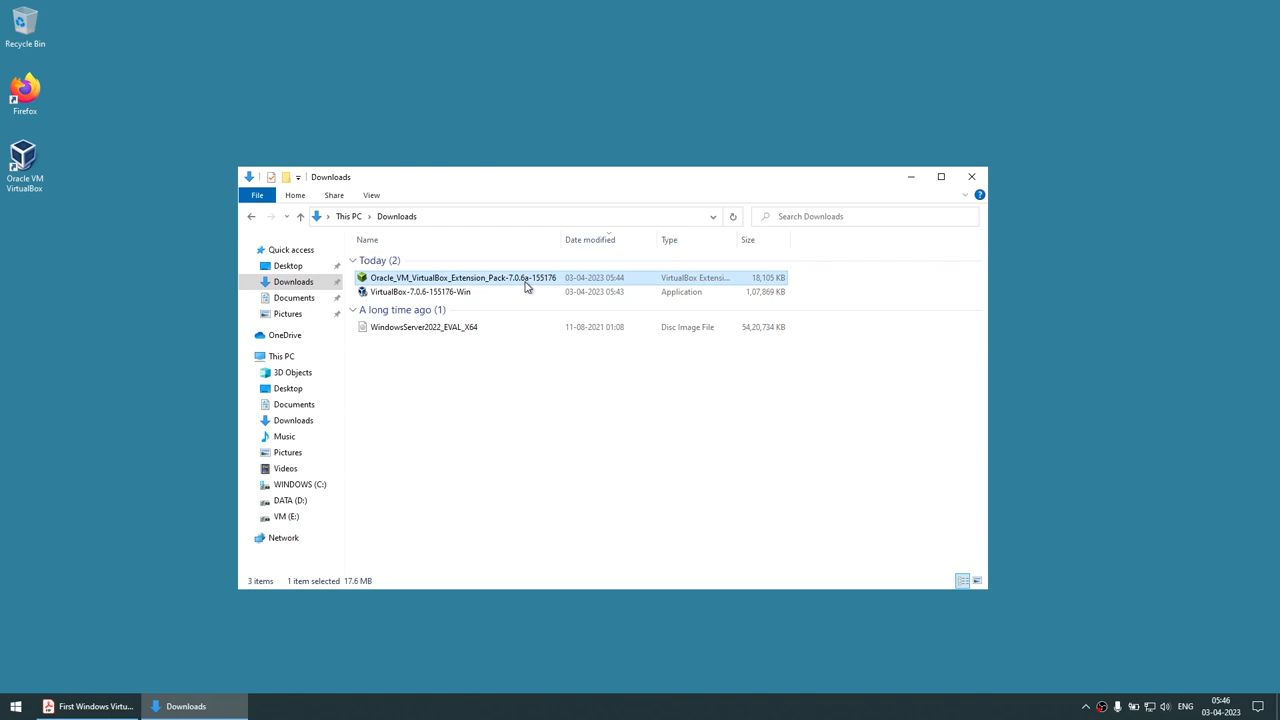 Recycle Bin
Firefox
Oracle VM
VirtualBox
Downloads
File Home Share View
This PC Downloads
Search Downloads
Name Date modified Type Size
Quick access
Desktop
Downloads
Documents
Pictures
OneDrive
This PC
3D Objects
Desktop
Documents
Downloads
Music
Pictures
Videos
WINDOWS (C:)
DATA (D:)
VM (E:)
Network
Today (2)
Oracle_VM_VirtualBox_Extension_Pack-7.0.6a-155176 03-04-2023 05:44 VirtualBox Extensi... 18,105 KB
VirtualBox-7.0.6-155176-Win 03-04-2023 05:43 Application 1,07,869 KB
A long time ago (1)
WindowsServer2022_EVAL_X64 11-08-2021 01:08 Disc Image File 54,20,734 KB
3 items 1 item selected 17.6 MB
First Windows Virtu... Downloads
ENG
05:46
03-04-2023